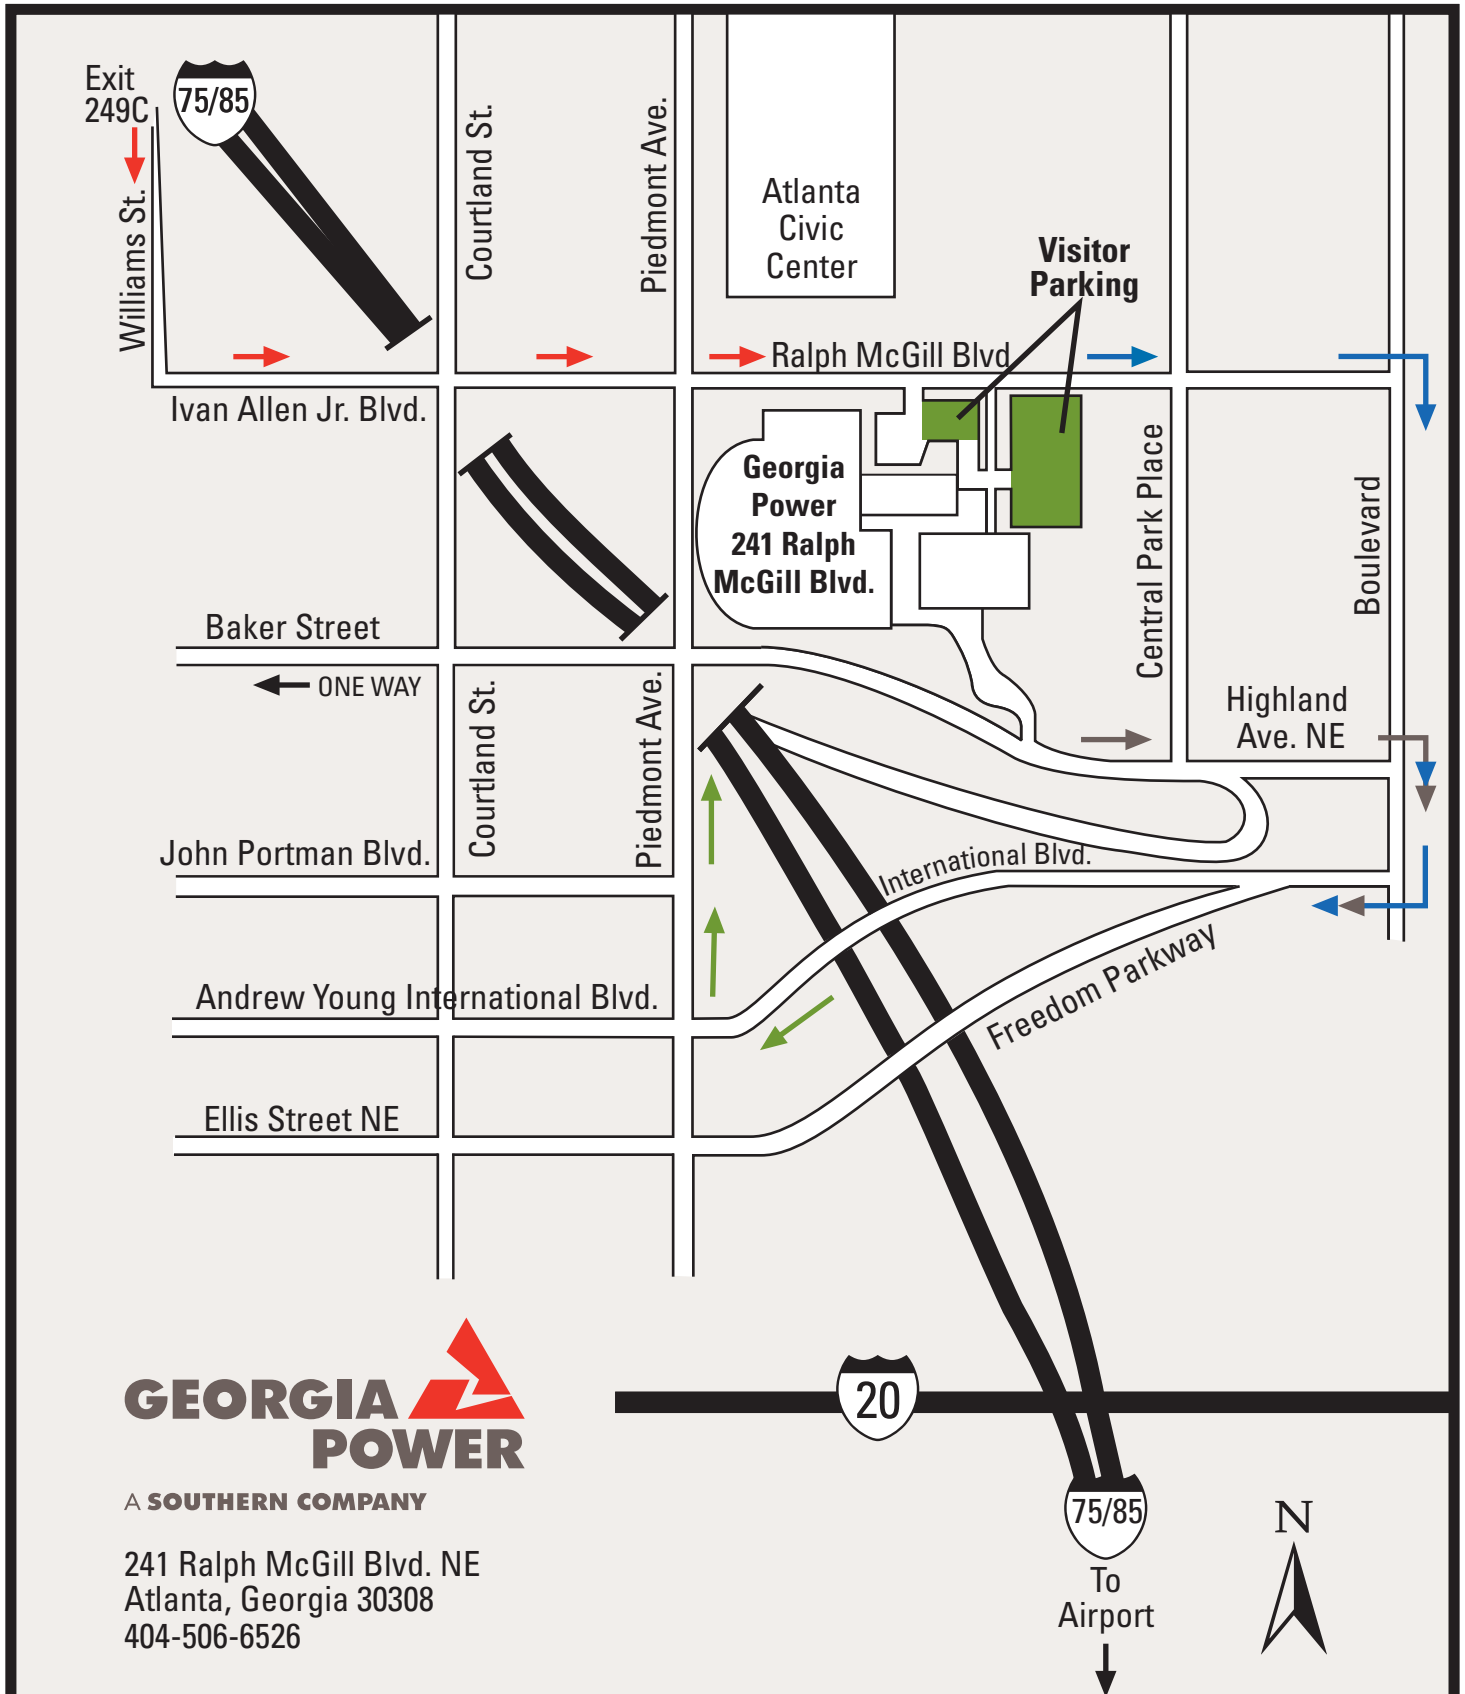 Exit
249C
75/85
Williams St.
Courtland St.
Piedmont Ave.
Atlanta
Civic
Center
Visitor
Parking
Ralph McGill Blvd
Ivan Allen Jr. Blvd.
Georgia
Power
241 Ralph
McGill Blvd.
Central Park Place
Boulevard
Baker Street
ONE WAY
Courtland St.
Piedmont Ave.
Highland
Ave. NE
John Portman Blvd.
International Blvd.
Freedom Parkway
Andrew Young International Blvd.
Ellis Street NE
GEORGIA
POWER
A SOUTHERN COMPANY
241 Ralph McGill Blvd. NE
Atlanta, Georgia 30308
404-506-6526
20
75/85
To
Airport
N